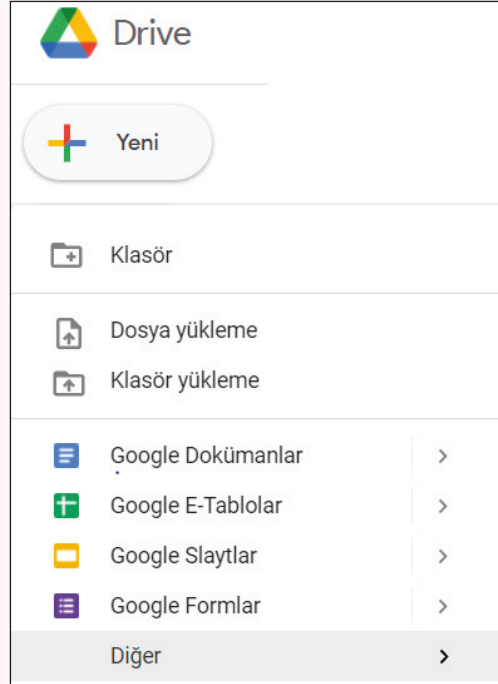 Drive
Yeni
Klasör
Dosya yükleme
Klasör yükleme
Google Dokümanlar
Google E-Tablolar
Google Slaytlar
Google Formlar
Diğer